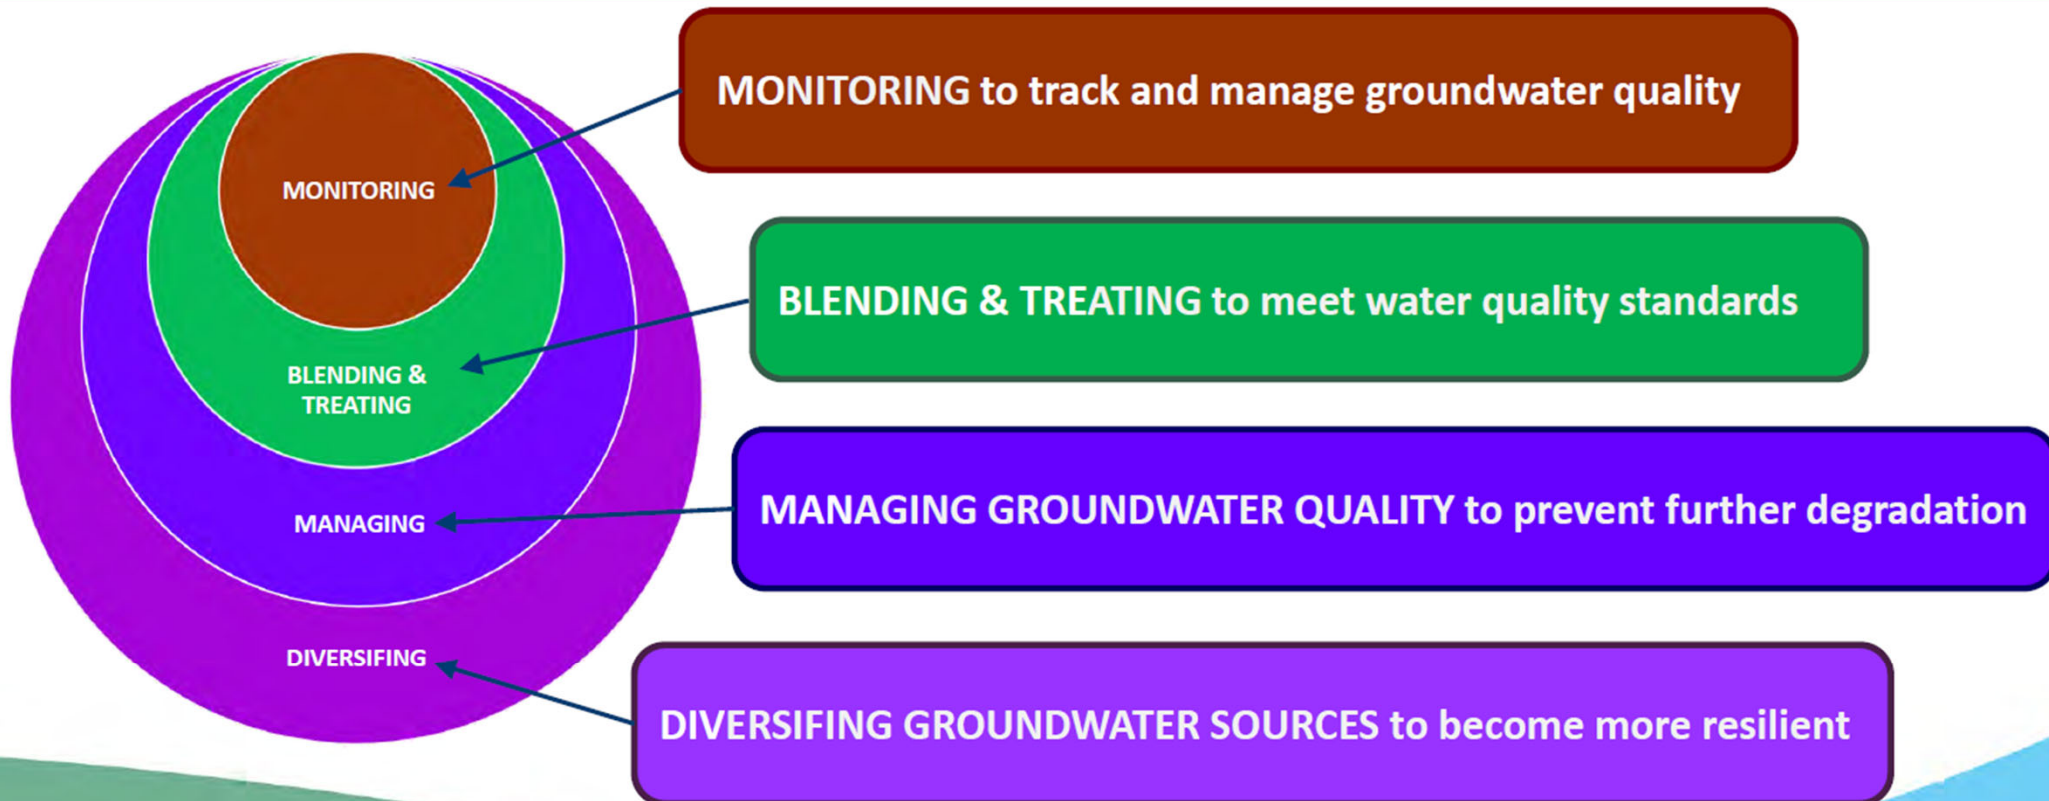 MONITORING to track and manage groundwater quality
MONITORING
BLENDING & TREATING to meet water quality standards
BLENDING &
TREATING
MANAGING GROUNDWATER QUALITY to prevent further degradation
MANAGING
DIVERSIFING
DIVERSIFING GROUNDWATER SOURCES to become more resilient